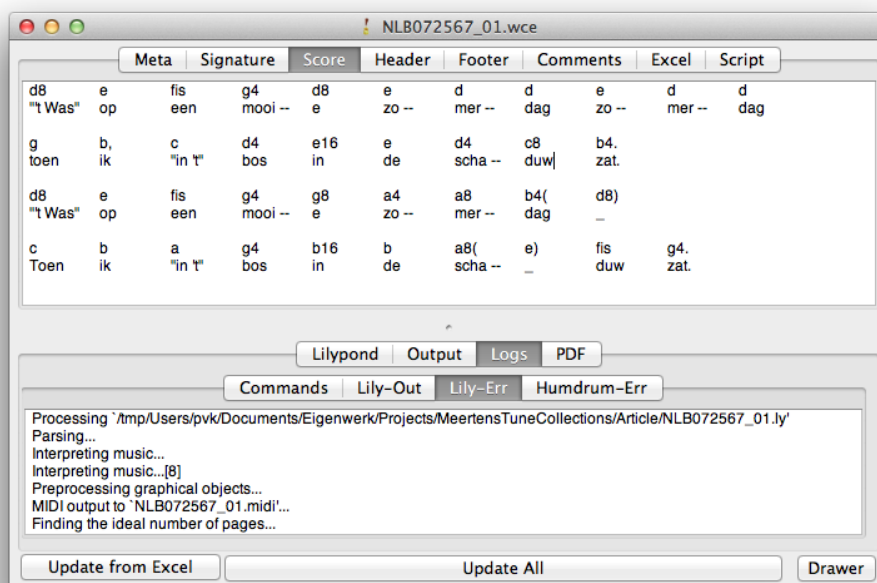 NLB072567_01.wce
Meta Signature Score Header Footer Comments Excel Script
d8 e fis g4 d8 e d d e d d
"'t Was" op een mooi -- e zo -- mer -- dag zo -- mer -- dag
g b, c d4 e16 e d4 c8 b4.
toen ik "in 't" bos in de scha -- duw zat.
d8 e fis g4 g8 a4 a8 b4( d8)
"'t Was" op een mooi -- e zo -- mer -- dag _
c b a g4 b16 b a8( e) fis g4.
Toen ik "in 't" bos in de scha -- _ duw zat.
Lilypond Output Logs PDF
Commands Lily-Out Lily-Err Humdrum-Err
Processing `/tmp/Users/pvk/Documents/Eigenwerk/Projects/MeertensTuneCollections/Article/NLB072567_01.ly'
Parsing...
Interpreting music...
Interpreting music...[8]
Preprocessing graphical objects...
MIDI output to `NLB072567_01.midi'...
Finding the ideal number of pages...
Update from Excel Update All Drawer